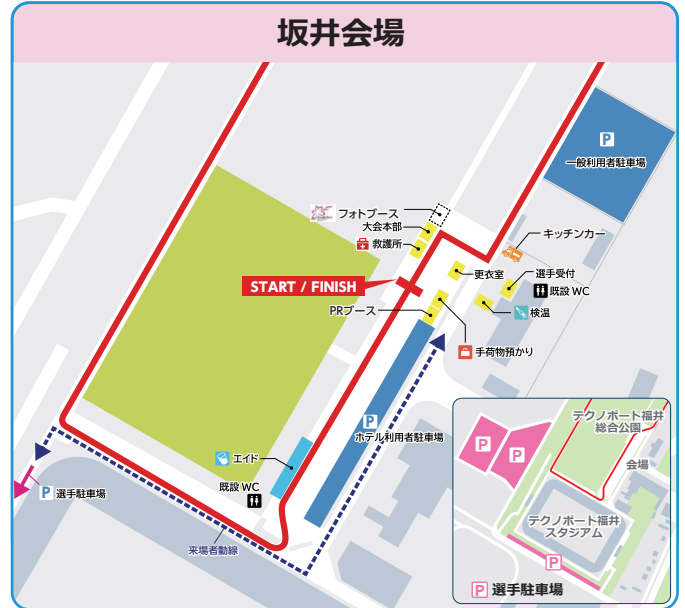 坂井会場
P
一般利用者駐車場
フォトブース
大会本部
救護所
キッチンカー
START / FINISH
更衣室
選手受付
既設 WC
検温
PRブース
手荷物預かり
P
ホテル利用者駐車場
エイド
既設 WC
P 選手駐車場
来場者動線
テクノポート福井
総合公園
P
P
会場
テクノポート福井
スタジアム
P
P 選手駐車場